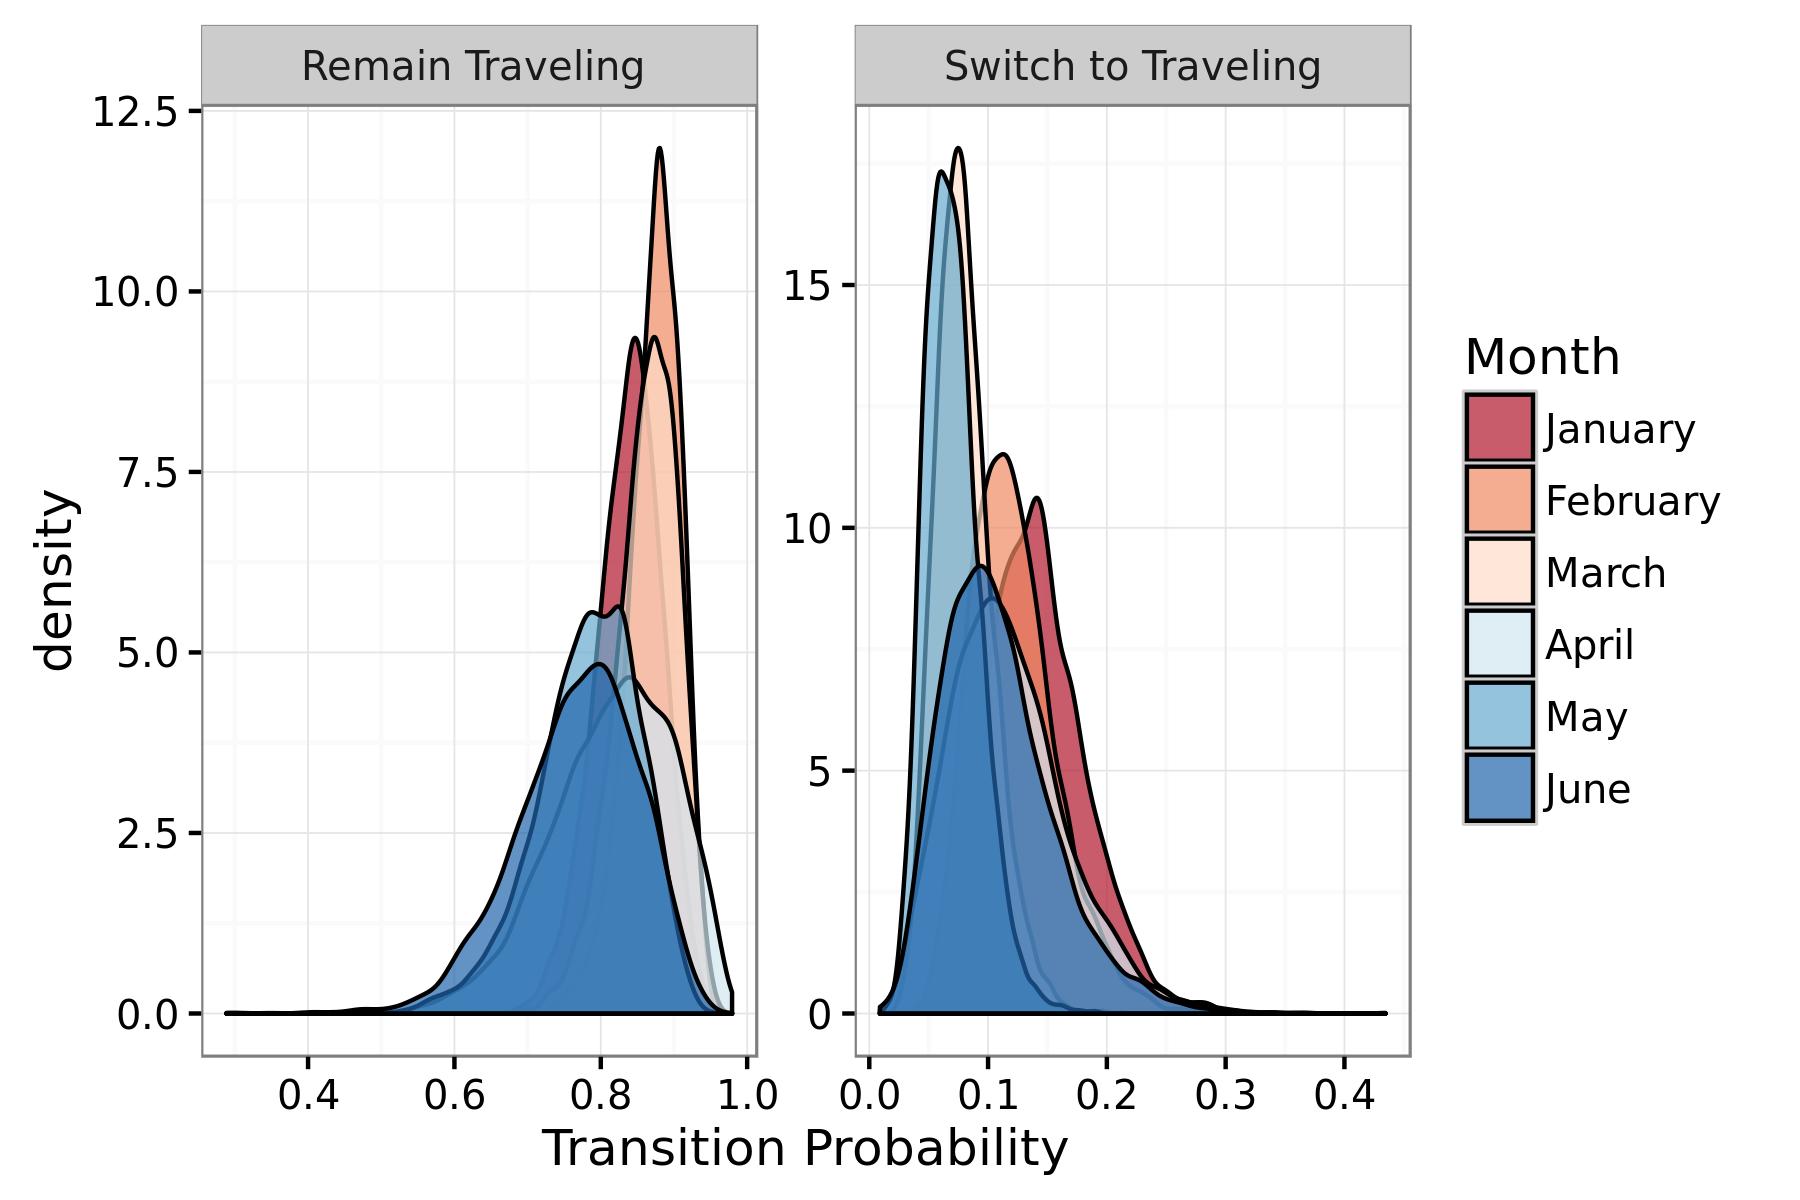 Remain Traveling
Switch to Traveling
12.5
10.0
7.5
5.0
2.5
0.0
density
15
10
5
0
0.4 0.6 0.8 1.0
0.0 0.1 0.2 0.3 0.4
Transition Probability
Month
January
February
March
April
May
June